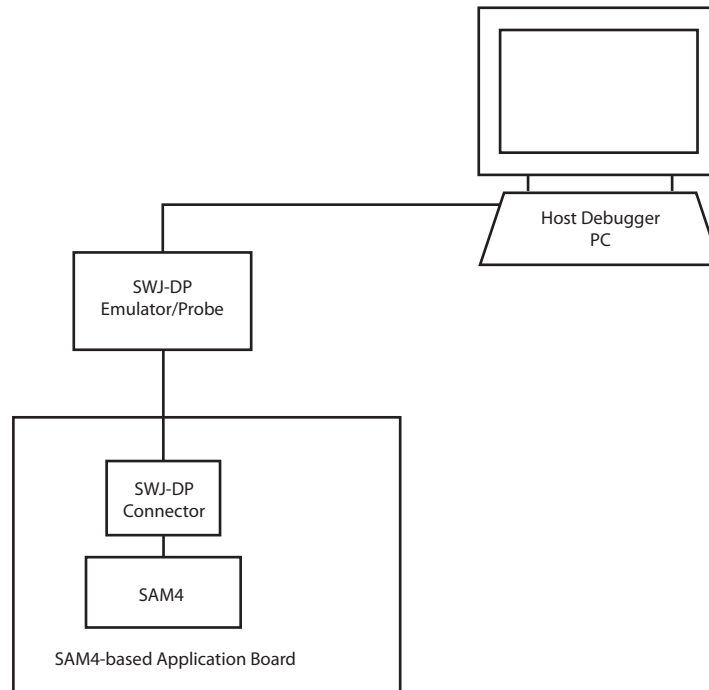 Host Debugger
PC
SWJ-DP
Emulator/Probe
SWJ-DP
Connector
SAM4
SAM4-based Application Board